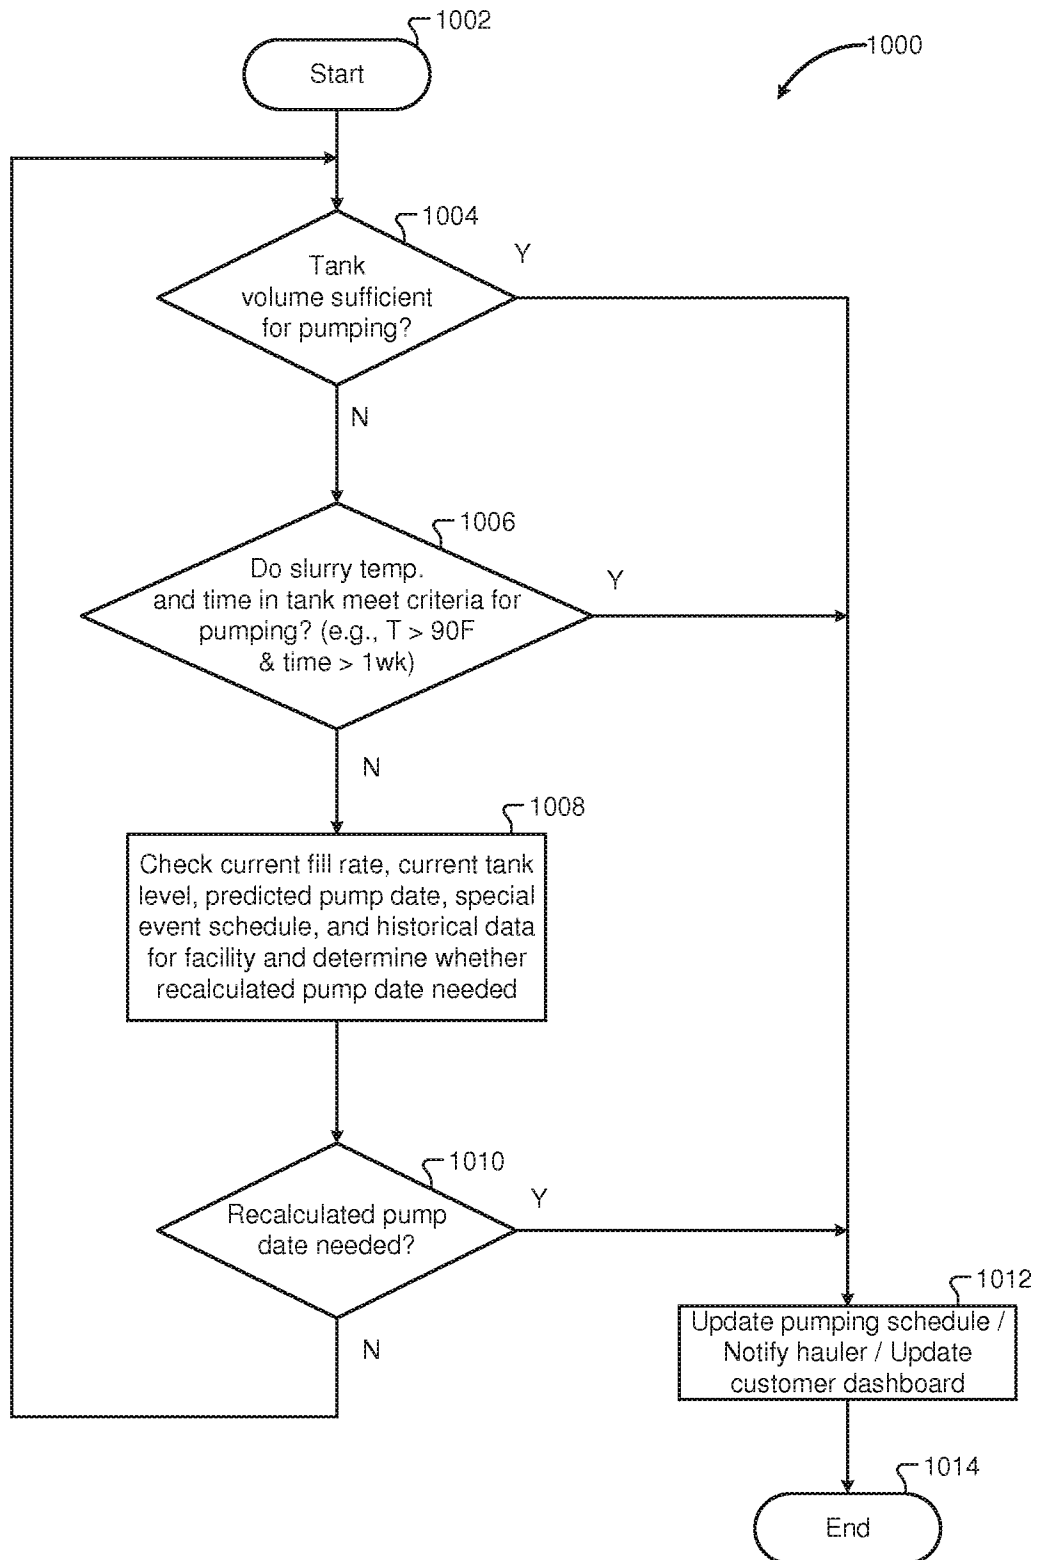 1002
1000
Start
1004
Y
Tank
volume sufficient
for pumping?
N
1006
Do slurry temp.
and time in tank meet criteria for
pumping? (e.g., T > 90F
& time > 1wk)
Y
N
1008
Check current fill rate, current tank
level, predicted pump date, special
event schedule, and historical data
for facility and determine whether
recalculated pump date needed
1010
Y
Recalculated pump
date needed?
N
1012
Update pumping schedule /
Notify hauler / Update
customer dashboard
1014
End